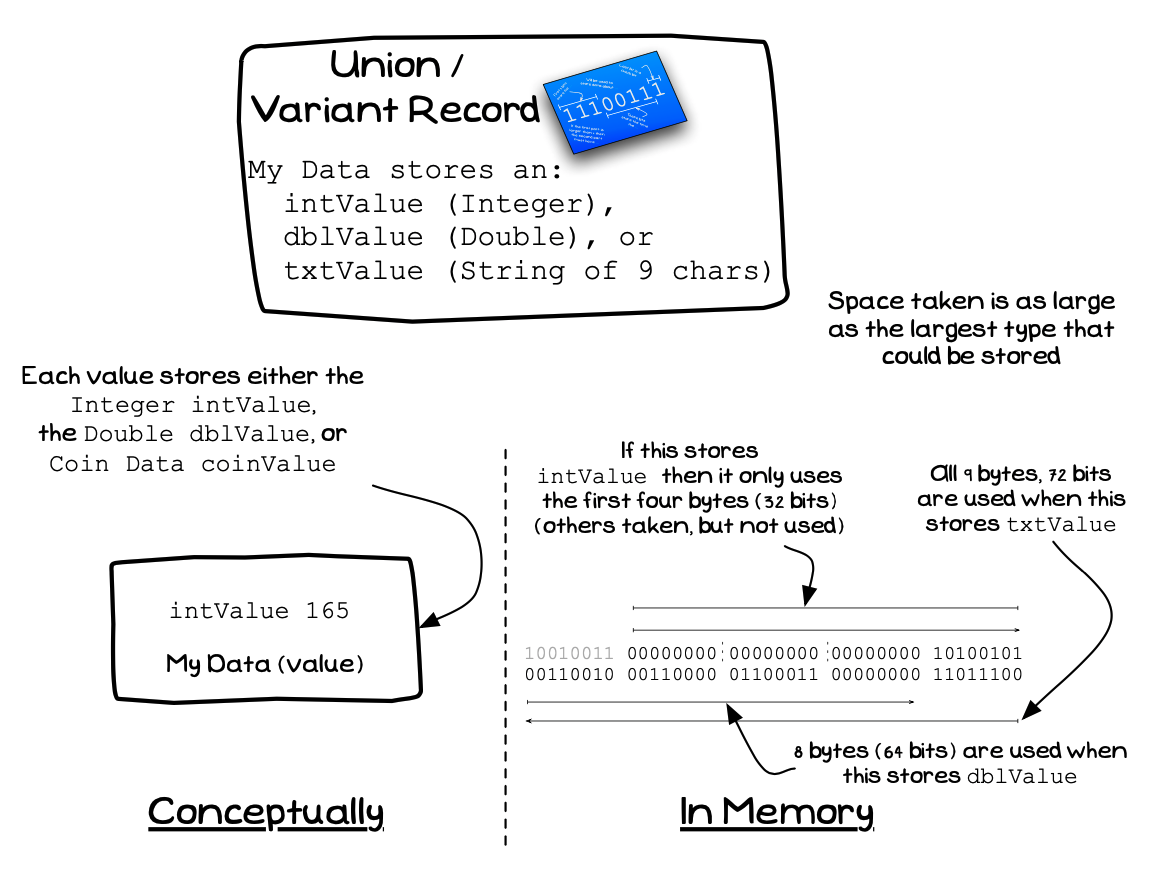 Union /
Variant Record
11100111
My Data stores an:
intValue (Integer),
dblValue (Double), or
txtValue (String of 9 chars)
Space taken is as large
as the largest type that
could be stored
Each value stores either the
Integer intValue,
the Double dblValue, or
Coin Data coinValue
intValue 165
My Data (value)
Conceptually
If this stores
intValue then it only uses
the first four bytes (32 bits)
(others taken, but not used)
All 9 bytes, 72 bits
are used when this
stores txtValue
10010011 00000000 00000000 00000000 10100101
00110010 00110000 01100011 00000000 11011100
8 bytes (64 bits) are used when
this stores dblValue
In Memory